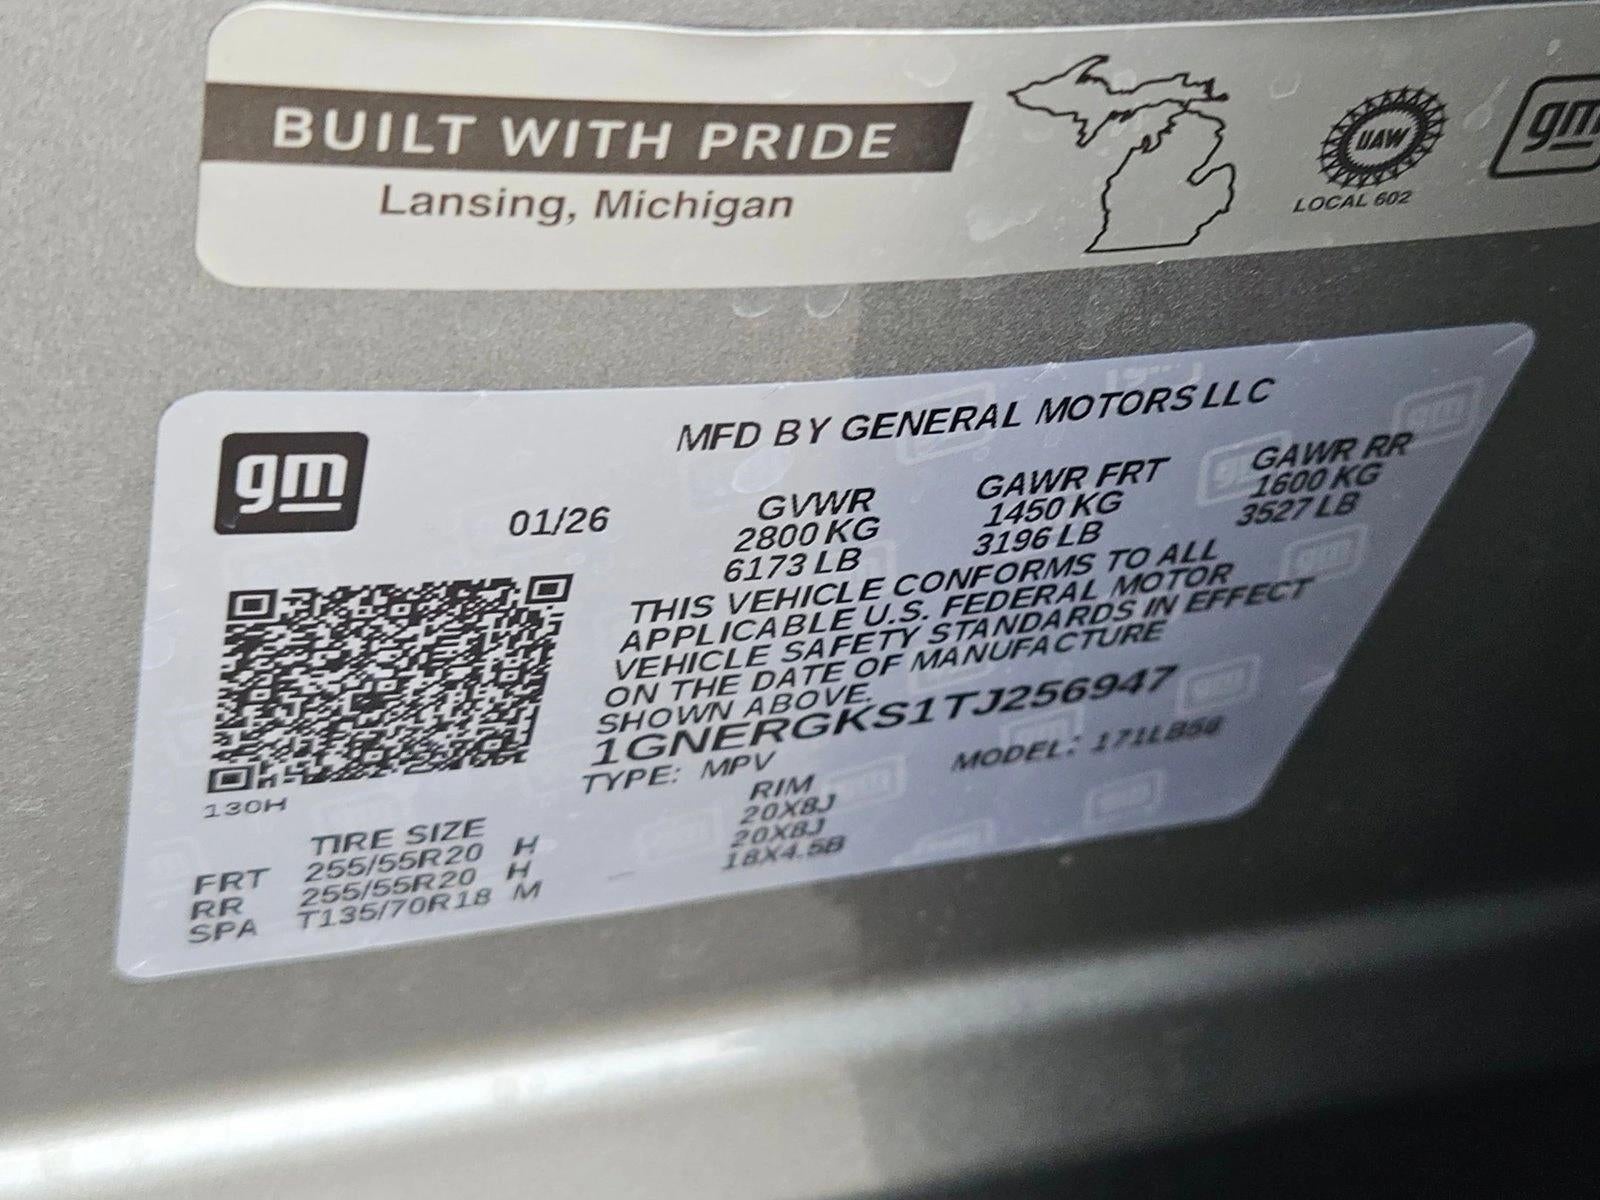 BUILT WITH PRIDE
Lansing, Michigan
UAW
LOCAL 602
gm
gm
MFD BY GENERAL MOTORS LLC
01/26
GVWR
2800 KG
6173 LB
GAWR FRT
1450 KG
3196 LB
GAWR RR
1600 KG
3527 LB
THIS VEHICLE CONFORMS TO ALL
APPLICABLE U.S. FEDERAL MOTOR
VEHICLE SAFETY STANDARDS IN EFFECT
ON THE DATE OF MANUFACTURE
SHOWN ABOVE.
1GNERGKS1TJ256947
TYPE: MPV MODEL: 171LB56
130H
TIRE SIZE RIM
FRT 255/55R20 H 20X8J
RR 255/55R20 H 20X8J
SPA T135/70R18 M 18X4.5B